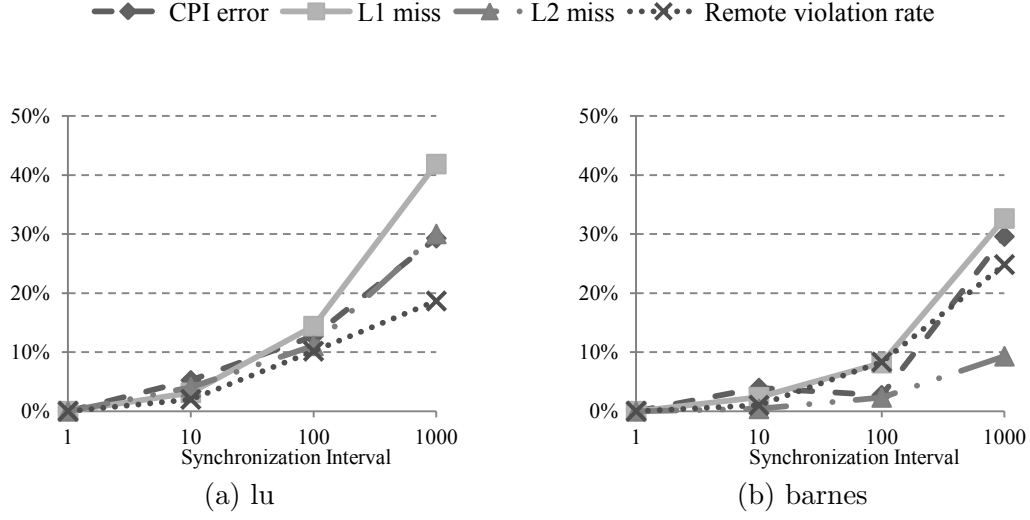 CPI error L1 miss L2 miss Remote violation rate
50%
40%
30%
20%
10%
0%
1 10 100 1000
Synchronization Interval
(a) lu
50%
40%
30%
20%
10%
0%
1 10 100 1000
Synchronization Interval
(b) barnes